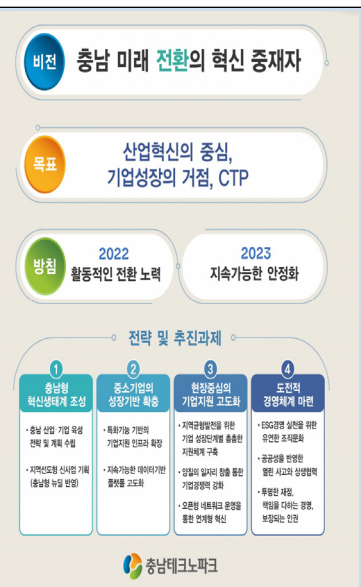 비전
충남 미래 전환의 혁신 중재자
목표
산업혁신의 중심,
기업성장의 거점, CTP
방침
2022
활동적인 전환 노력
2023
지속가능한 안정화
전략 및 추진과제
1
충남형
혁신생태계 조성
• 충남 산업·기업 육성
전략 및 계획 수립
• 지역선도형 신사업 기획
(충남형 뉴딜 반영)
2
중소기업의
성장기반 확충
• 특화기능 기반의
기업지원 인프라 확장
• 지속가능한 데이터기반
플랫폼 고도화
3
현장중심의
기업지원 고도화
• 지역균형발전을 위한
기업 성장단계별 촘촘한
지원체계 구축
• 양질의 일자리 창출 통한
기업경쟁력 강화
• 오픈형 네트워크 운영을
통한 연계형 혁신
4
도전적
경영체계 마련
• ESG경영 실천을 위한
유연한 조직문화
• 공공성을 반영한
열린 사고와 상생협력
• 투명한 재정,
책임을 다하는 경영,
보장되는 인권
충남테크노파크